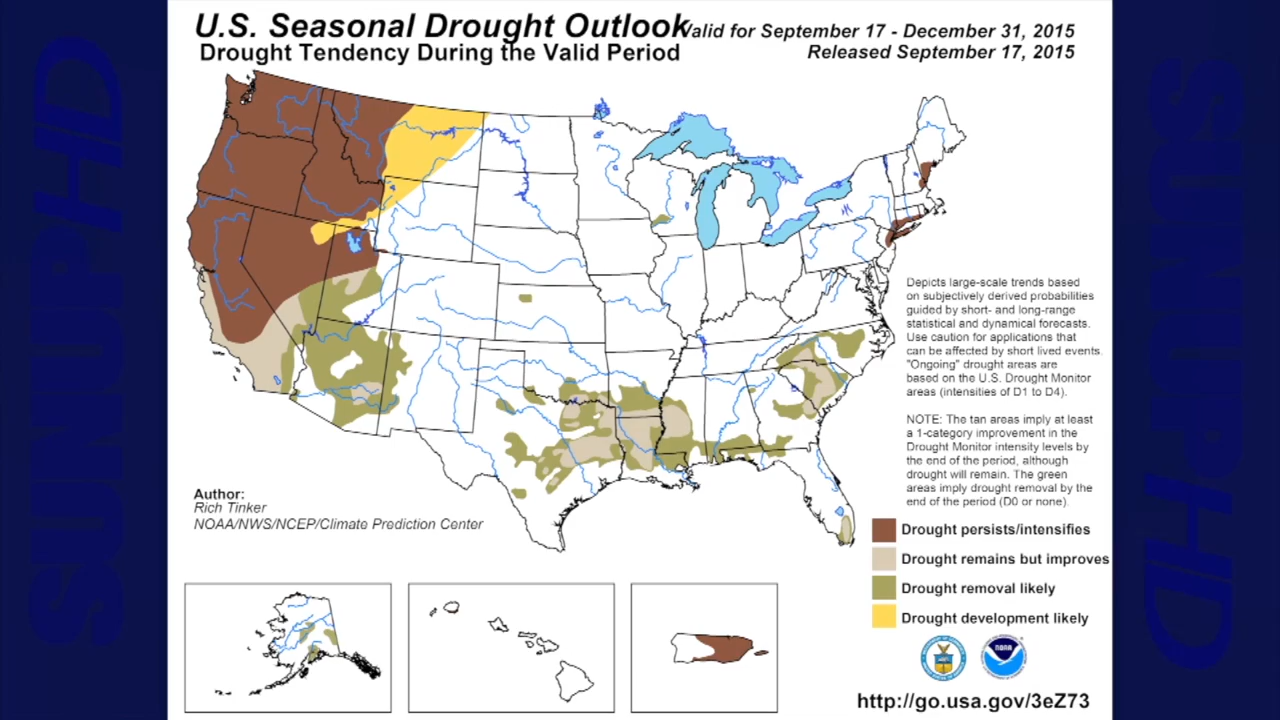 U.S. Seasonal Drought Outlook
Drought Tendency During the Valid Period
Valid for September 17 - December 31, 2015
Released September 17, 2015
Depicts large-scale trends based
on subjectively derived probabilities
guided by short- and long-range
statistical and dynamical forecasts.
Use caution for applications that
can be affected by short lived events.
"Ongoing" drought areas are
based on the U.S. Drought Monitor
areas (intensities of D1 to D4).
NOTE: The tan areas imply at least
a 1-category improvement in the
Drought Monitor intensity levels by
the end of the period, although
drought will remain. The green
areas imply drought removal by the
end of the period (D0 or none).
Author:
Rich Tinker
NOAA/NWS/NCEP/Climate Prediction Center
Drought persists/intensifies
Drought remains but improves
Drought removal likely
Drought development likely
NOAA
http://go.usa.gov/3eZ73
SUNUP HD
SUNUP HD